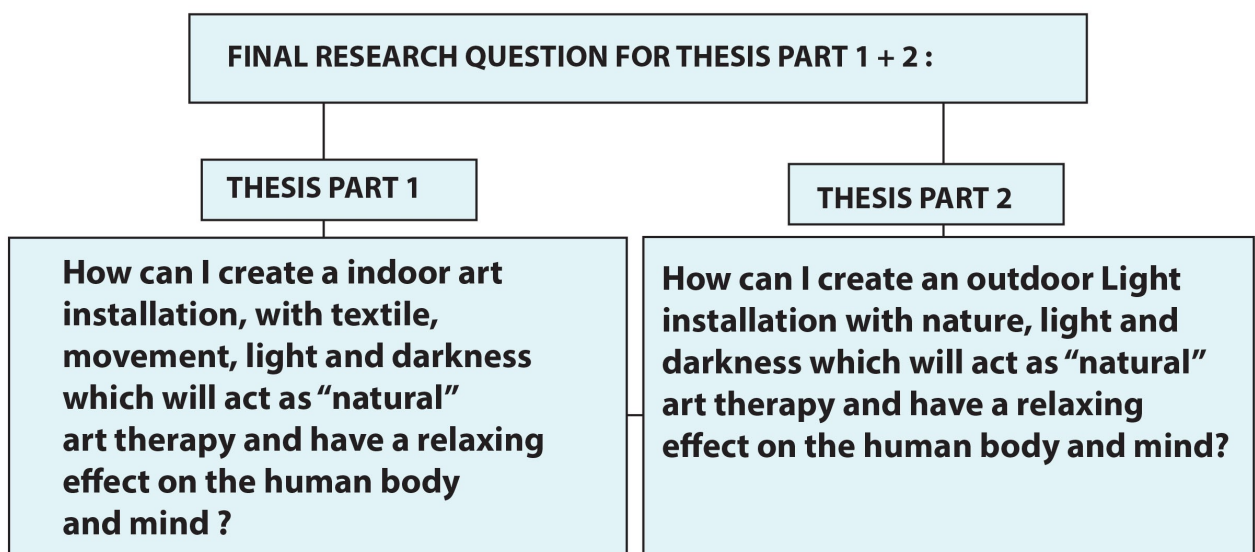 FINAL RESEARCH QUESTION FOR THESIS PART 1 + 2 :
THESIS PART 1
How can I create a indoor art
installation, with textile,
movement, light and darkness
which will act as “natural”
art therapy and have a relaxing
effect on the human body
and mind ?
THESIS PART 2
How can I create an outdoor Light
installation with nature, light and
darkness which will act as “natural”
art therapy and have a relaxing
effect on the human body and mind?